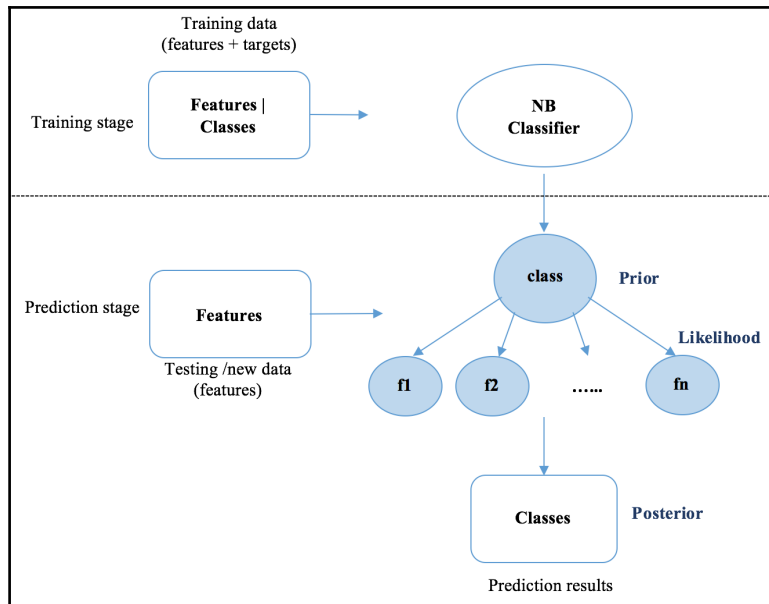 Training data
(features + targets)
Training stage
Features |
Classes
NB
Classifier
class
Prior
Prediction stage
Features
Likelihood
Testing /new data
(features)
f1
f2
…...
fn
Classes
Posterior
Prediction results